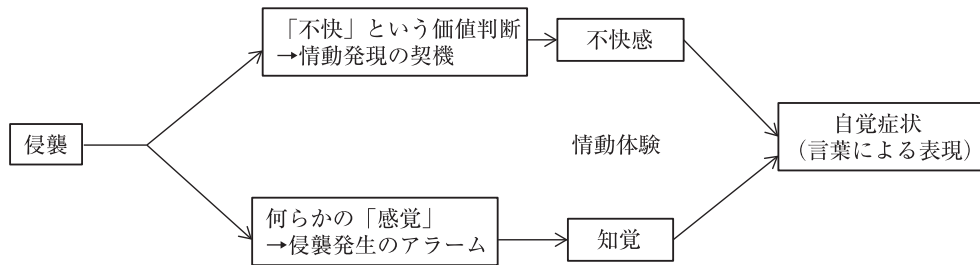 「不快」という価値判断
→情動発現の契機
不快感
侵襲
情動体験
自覚症状
（言葉による表現）
何らかの「感覚」
→侵襲発生のアラーム
知覚